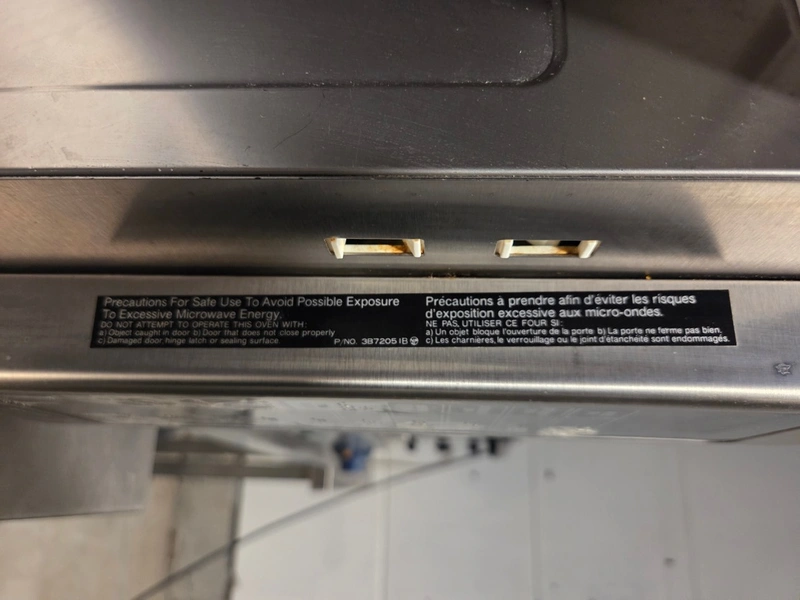 Precautions For Safe Use To Avoid Possible Exposure
To Excessive Microwave Energy.
DO NOT ATTEMPT TO OPERATE THIS OVEN WITH:
a) Object caught in door b) Door that does not close properly
c) Damaged door, hinge latch or sealing surface.
P/NO. 3B72051B
Précautions à prendre afin d'éviter les risques
d'exposition excessive aux micro-ondes.
NE PAS UTILISER CE FOUR SI:
a) Un objet bloque l'ouverture de la porte b) La porte ne ferme pas bien.
c) Les charnières, le verrouillage ou le joint d'étanchéité sont endommagés.